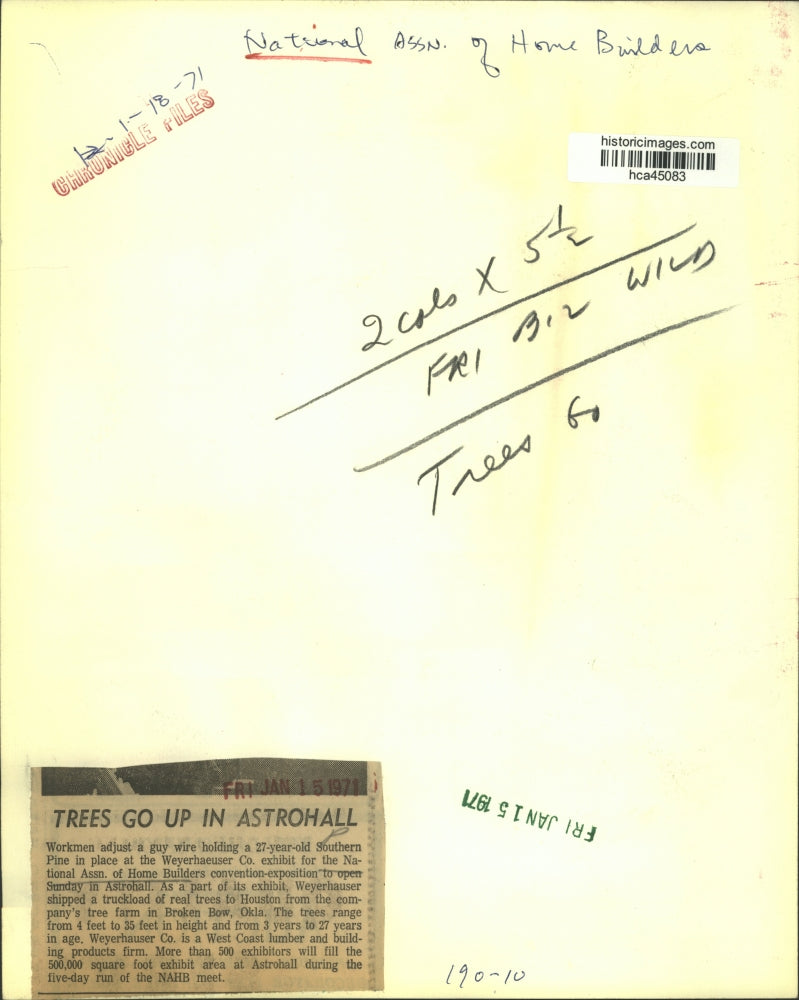 National ASSN. of Home Builders
1-18-71
CHRONICLE FILES
historicimages.com
hca45083
2 cols X 5 1/2
FRI BIZ WILD
Trees Go
FRI JAN 15 1971
TREES GO UP IN ASTROHALL
Workmen adjust a guy wire holding a 27-year-old Southern
Pine in place at the Weyerhaeuser Co. exhibit for the Na-
tional Assn. of Home Builders convention-exposition to open
Sunday in Astrohall. As a part of its exhibit, Weyerhauser
shipped a truckload of real trees to Houston from the com-
pany's tree farm in Broken Bow, Okla. The trees range
from 4 feet to 35 feet in height and from 3 years to 27 years
in age. Weyerhauser Co. is a West Coast lumber and build-
ing products firm. More than 500 exhibitors will fill the
500,000 square foot exhibit area at Astrohall during the
five-day run of the NAHB meet.
FRI JAN 15 1971
190-10